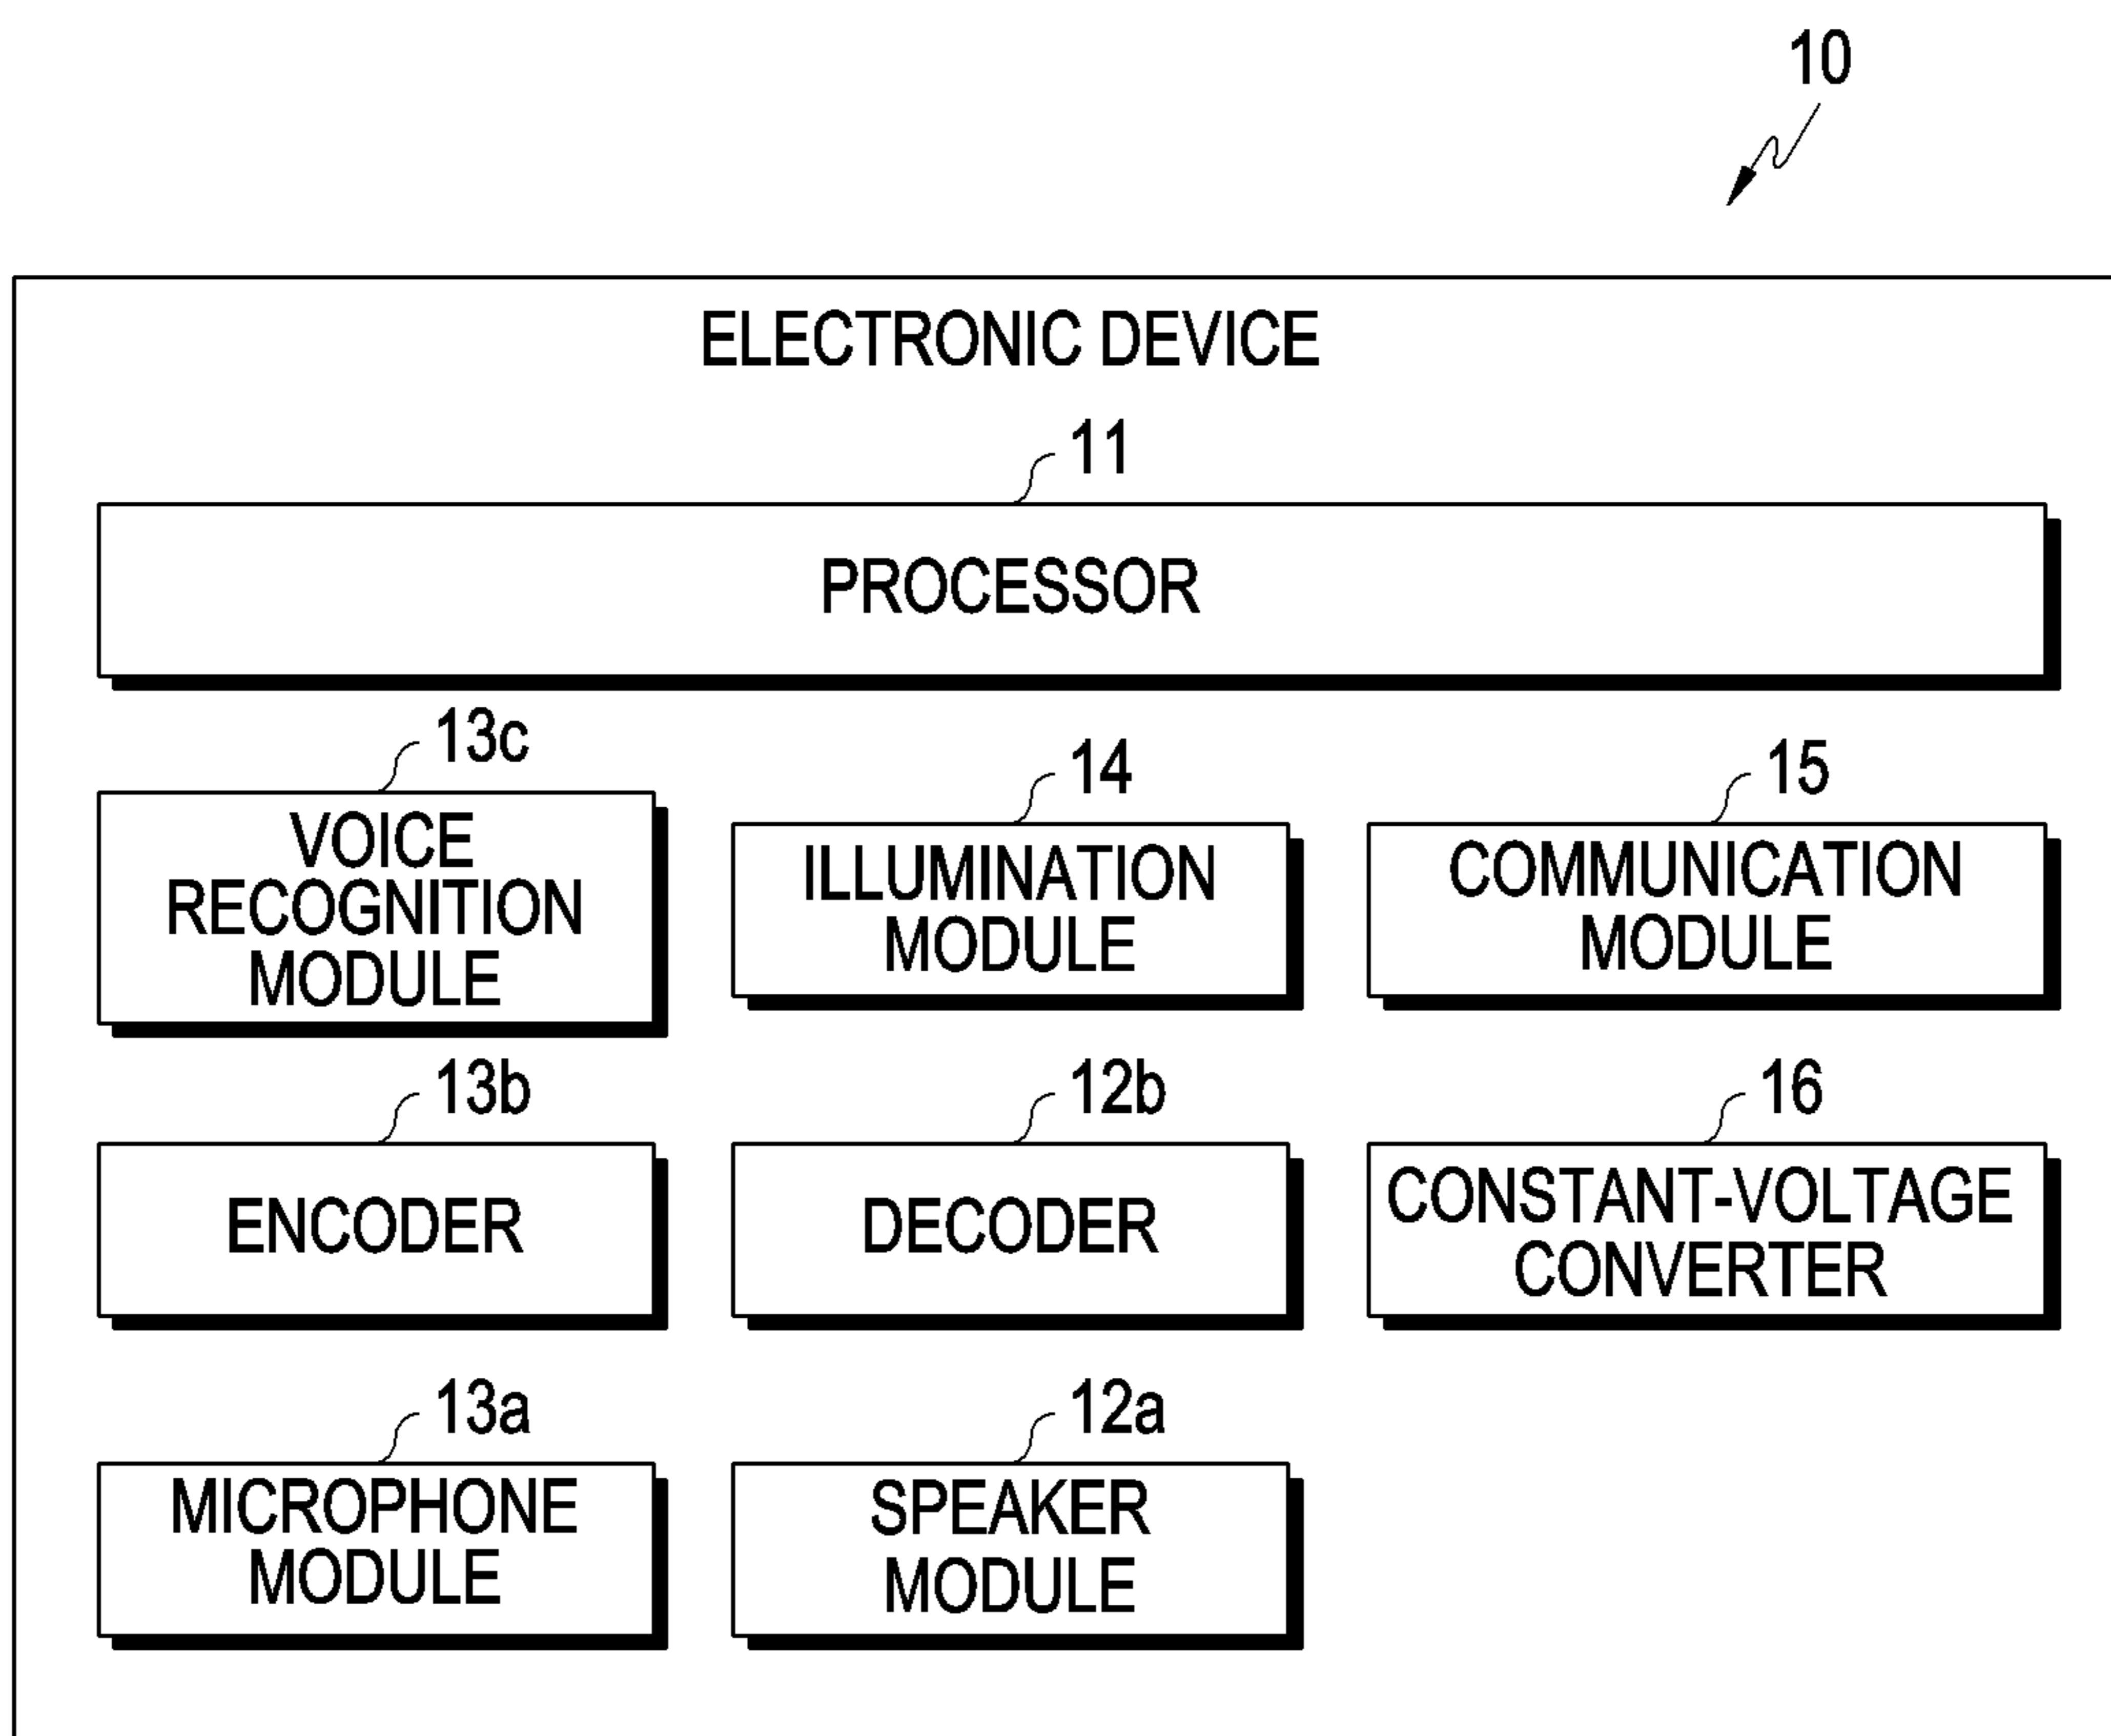 10
ELECTRONIC DEVICE
11
PROCESSOR
13c
VOICE
RECOGNITION
MODULE
14
ILLUMINATION
MODULE
15
COMMUNICATION
MODULE
13b
ENCODER
12b
DECODER
16
CONSTANT-VOLTAGE
CONVERTER
13a
MICROPHONE
MODULE
12a
SPEAKER
MODULE